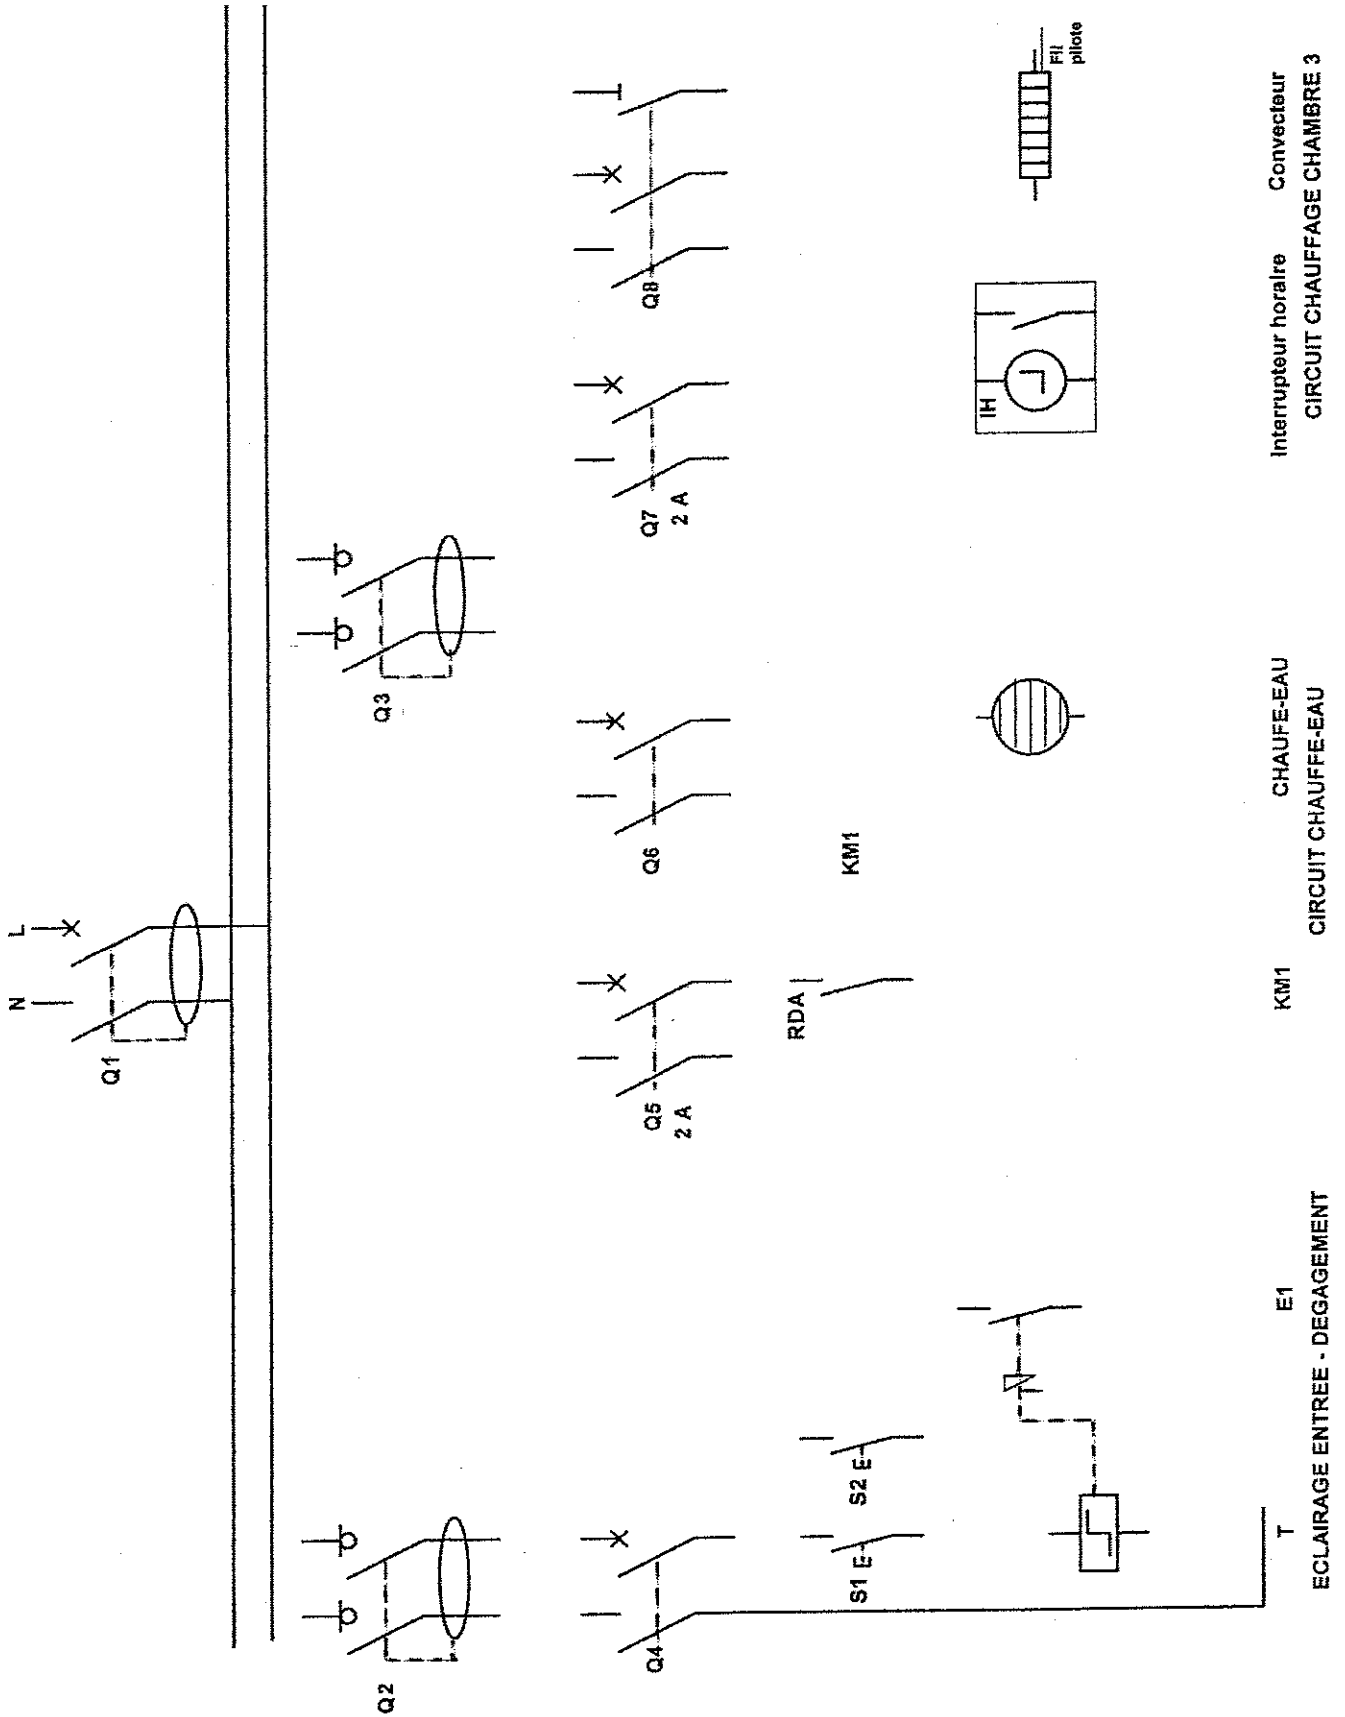 N L
Q1
Q2
Q3
Q4
Q5
2 A
Q6
Q7
2 A
Q8
S1
S2
RDA
KM1
IH
Fil
pilote
T E1 KM1 CHAUFE-EAU Interrupteur horaire Convecteur
ECLAIRAGE ENTREE - DEGAGEMENT CIRCUIT CHAUFFE-EAU CIRCUIT CHAUFFAGE CHAMBRE 3